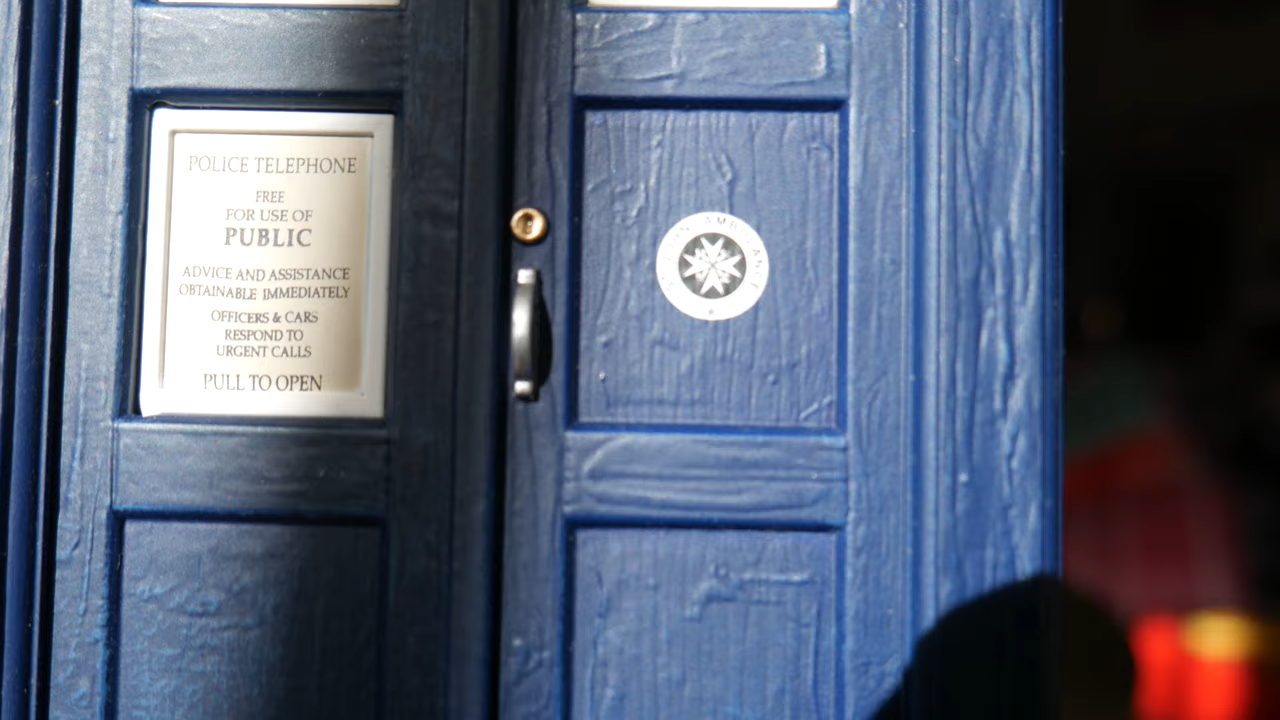 POLICE TELEPHONE
FREE
FOR USE OF
PUBLIC
ADVICE AND ASSISTANCE
OBTAINABLE IMMEDIATELY
OFFICERS & CARS
RESPOND TO
URGENT CALLS
PULL TO OPEN
AMBULANCE